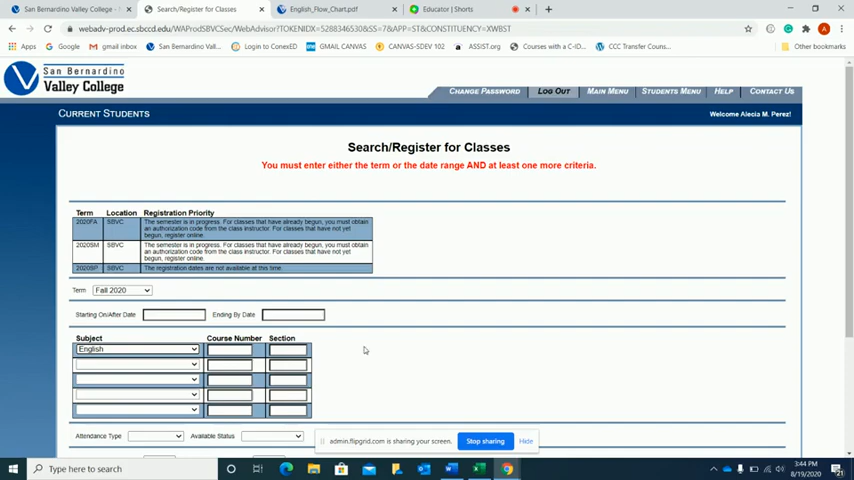 San Bernardino Valley College - S
Search/Register for Classes
English_Flow_Chart.pdf
Educator | Shorts
webadv-prod.ec.sbccd.edu/WAProdSBVCSec/WebAdvisor?TOKENIDX=5288346530&SS=7&APP=ST&CONSTITUENCY=WXBST
Apps
Google
gmail inbox
San Bernardino Vall...
Login to ConexED
GMAIL CANVAS
CANVAS-SDEV 102
ASSIST.org
Courses with a C-ID...
CCC Transfer Couns...
Other bookmarks
San Bernardino
Valley College
CHANGE PASSWORD
LOG OUT
MAIN MENU
STUDENTS MENU
HELP
CONTACT US
CURRENT STUDENTS
Welcome Alecia M. Perez!
Search/Register for Classes
You must enter either the term or the date range AND at least one more criteria.
Term Location Registration Priority
2020FA SBVC The semester is in progress. For classes that have already begun, you must obtain
an authorization code from the class instructor. For classes that have not yet
begun, register online.
2020SM SBVC The semester is in progress. For classes that have already begun, you must obtain
an authorization code from the class instructor. For classes that have not yet
begun, register online.
2020SP SBVC The registration dates are not available at this time.
Term Fall 2020
Starting On/After Date Ending By Date
Subject Course Number Section
English
Attendance Type Available Status
admin.flipgrid.com is sharing your screen.
Stop sharing
Hide
Type here to search
3:44 PM
8/19/2020
21